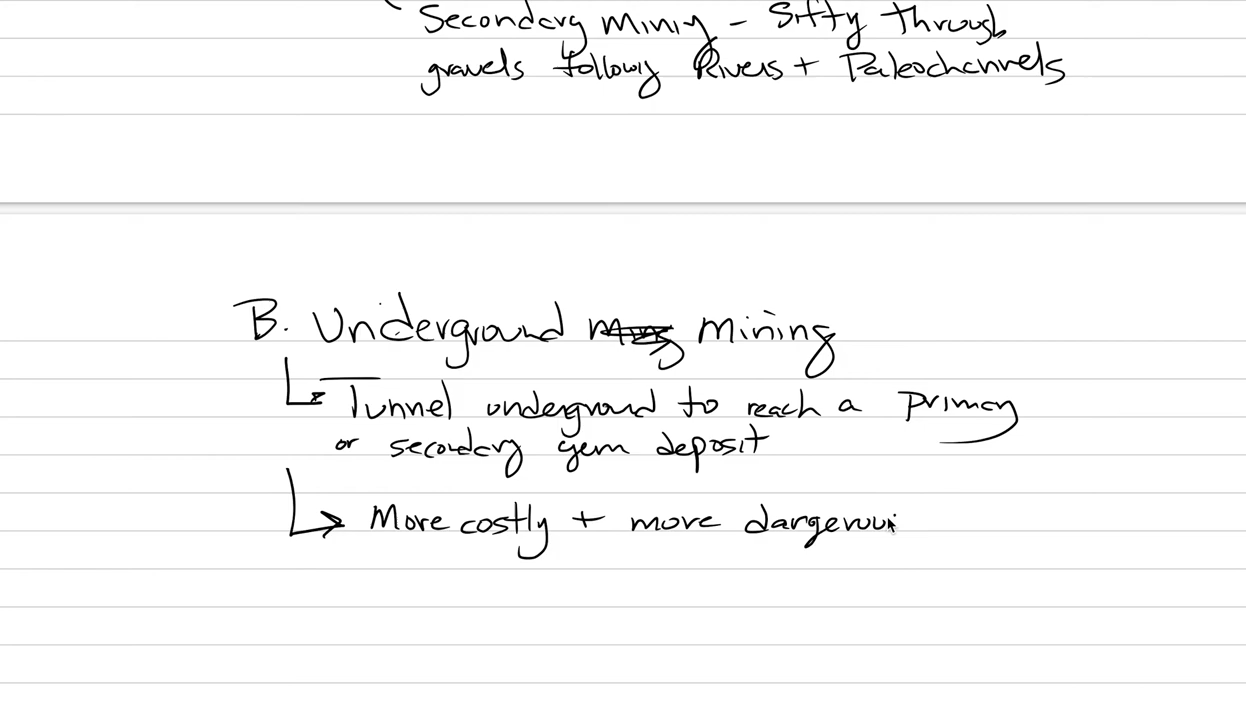 Secondary Mining - Sifting through
gravels following Rivers + Paleochannels
B. Underground mining
Tunnel underground to reach a primary
or secondary gem deposit
More costly + more dangerous